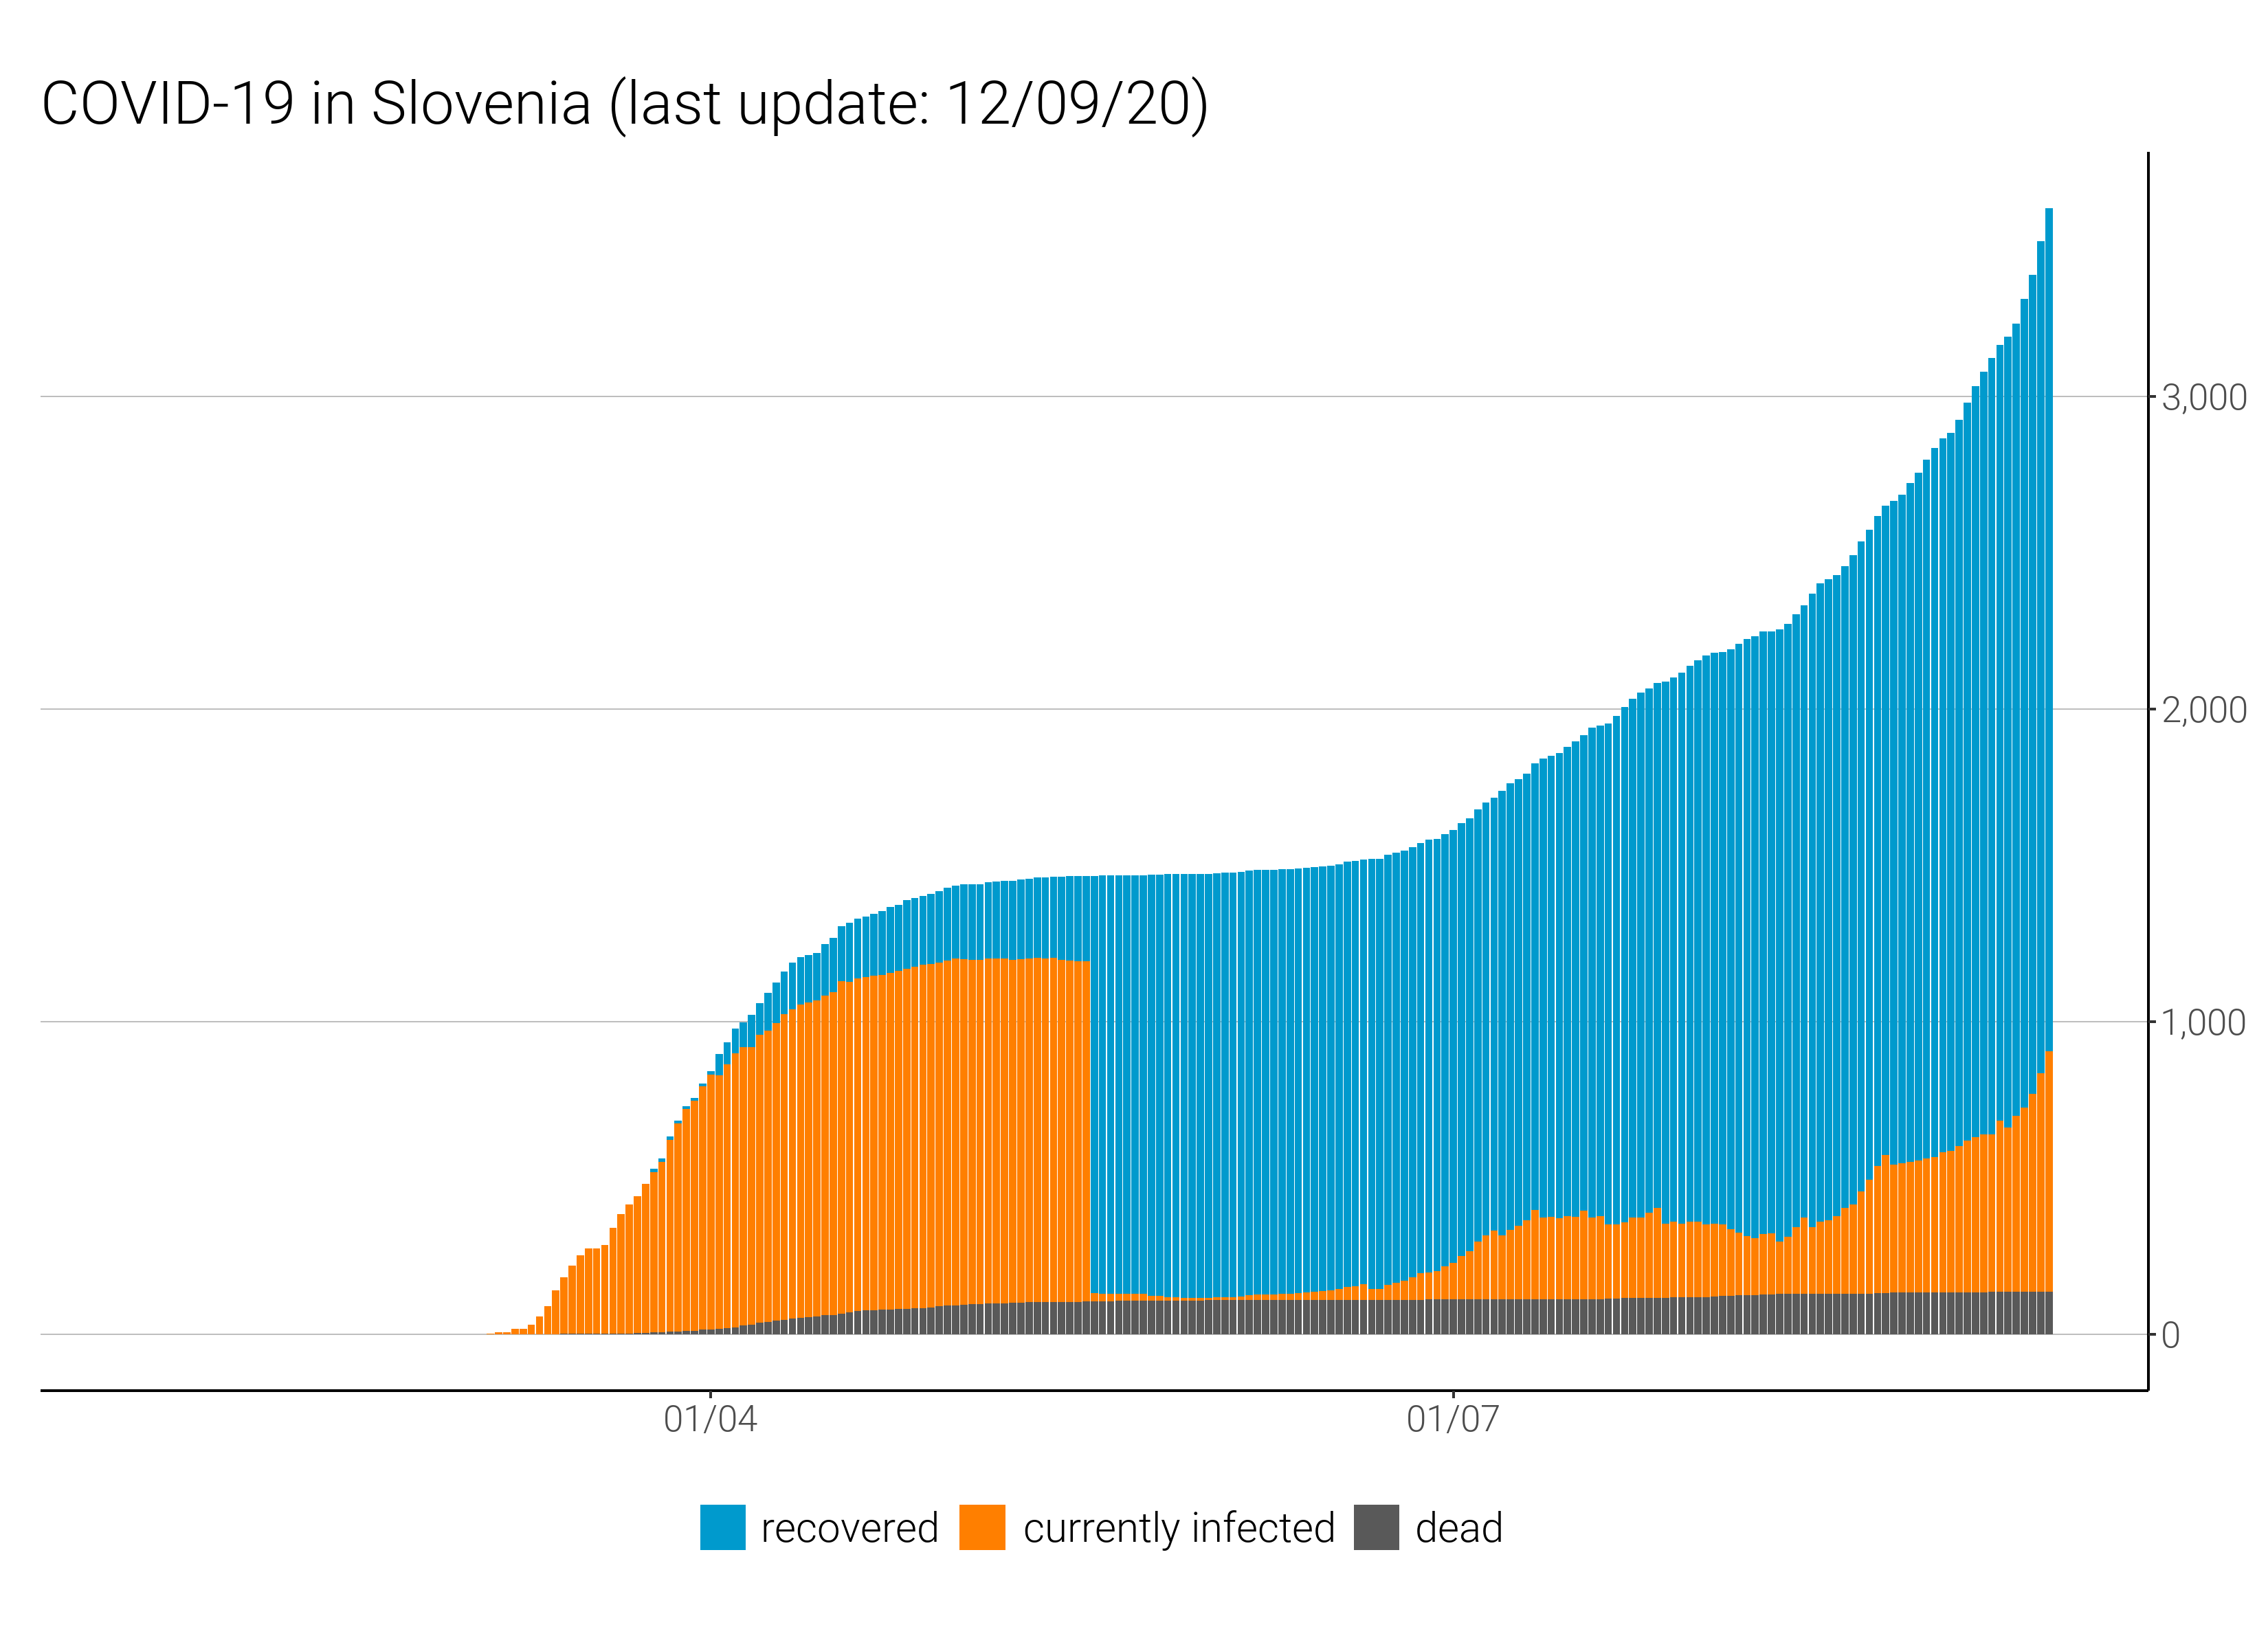 COVID-19 in Slovenia (last update: 12/09/20)
3,000
2,000
1,000
0
01/04 01/07
recovered currently infected dead